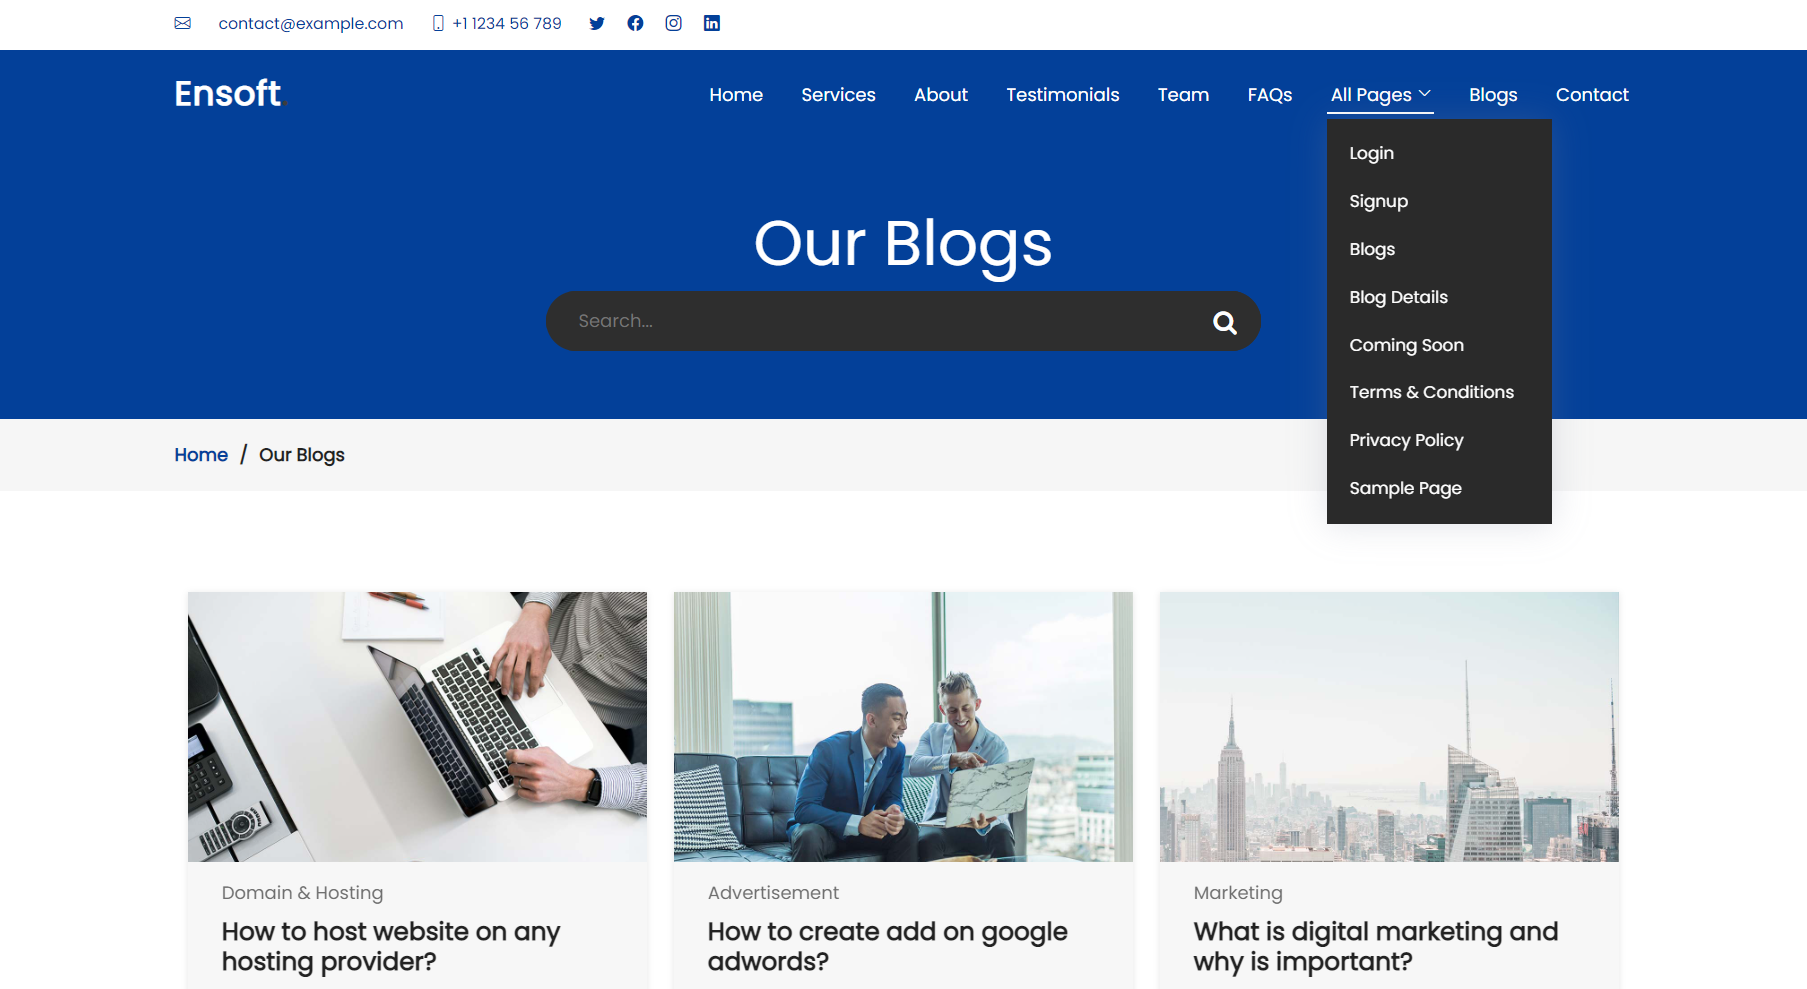 contact@example.com +1 1234 56 789
Ensoft.
Home Services About Testimonials Team FAQs All Pages Blogs Contact
Login
Signup
Blogs
Blog Details
Coming Soon
Terms & Conditions
Privacy Policy
Sample Page
Our Blogs
Search...
Home / Our Blogs
Domain & Hosting
How to host website on any
hosting provider?
Advertisement
How to create add on google
adwords?
Marketing
What is digital marketing and
why is important?